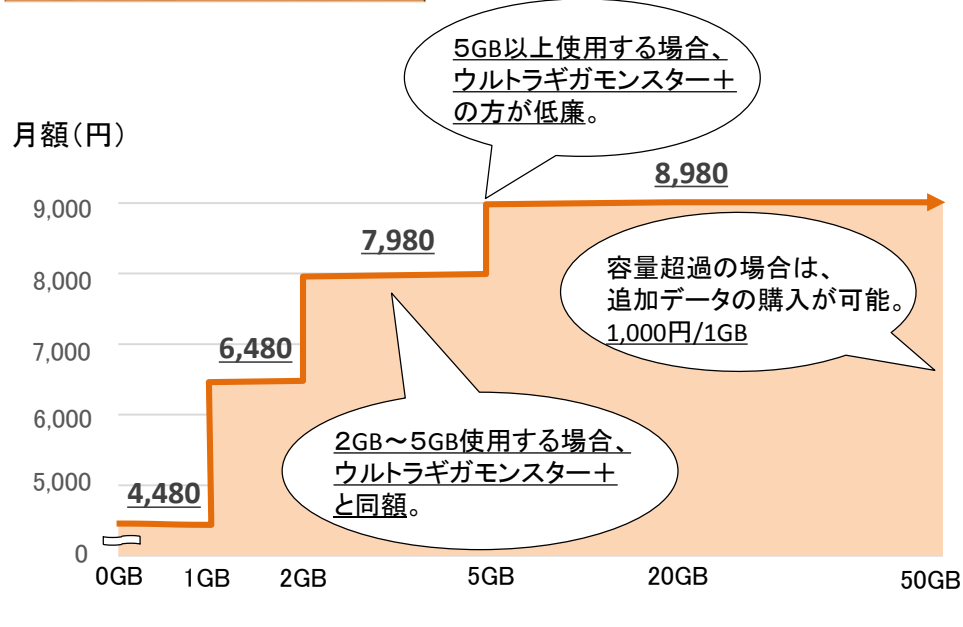 5GB以上使用する場合、
ウルトラギガモンスター＋
の方が低廉。
月額（円）
8,980
9,000
7,980
容量超過の場合は、
追加データの購入が可能。
1,000円/1GB
8,000
6,480
7,000
6,000
２GB～５GB使用する場合、
ウルトラギガモンスター＋
と同額。
5,000
4,480
0
0GB 1GB 2GB 5GB 20GB 50GB